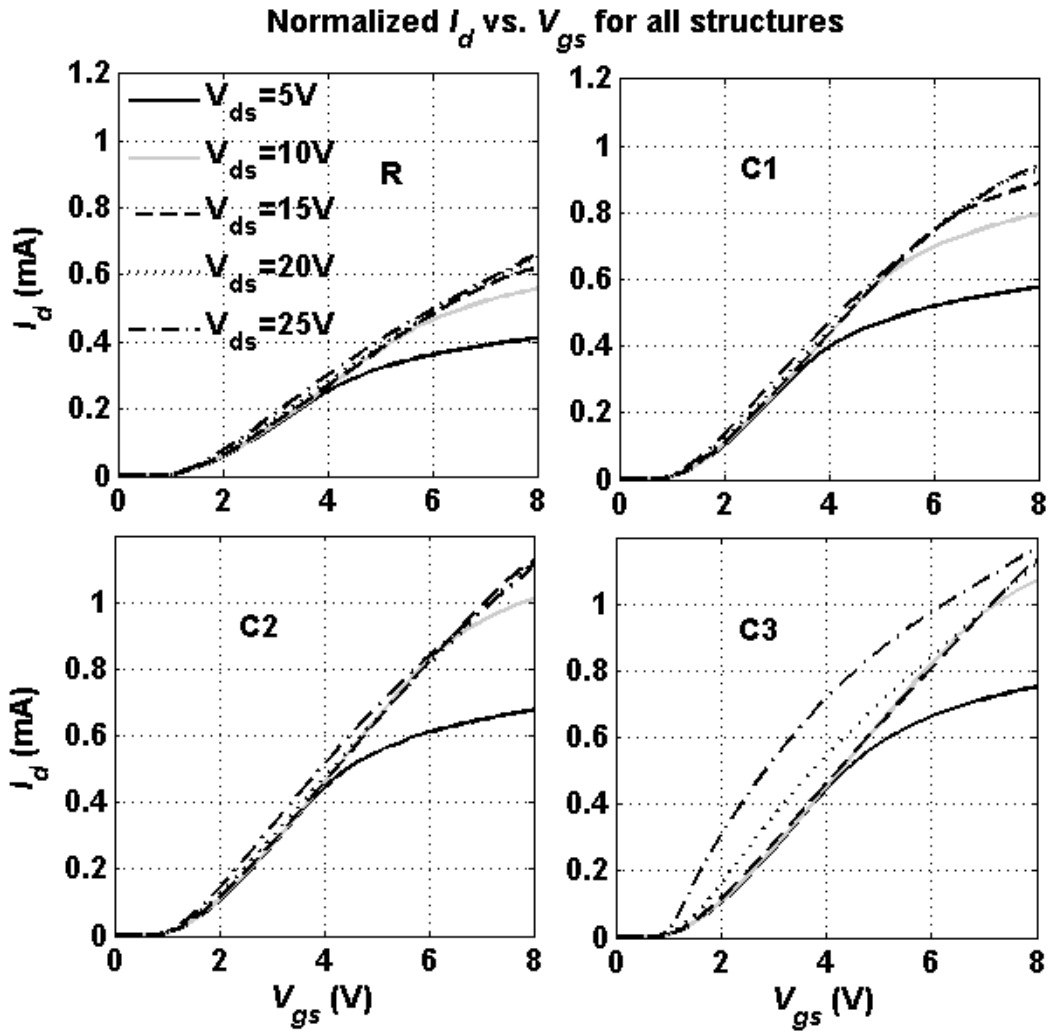 Normalized I_d vs. V_gs for all structures
1.2
1
0.8
0.6
0.4
0.2
0
I_d (mA)
V_ds=5V
V_ds=10V
V_ds=15V
V_ds=20V
V_ds=25V
R
0 2 4 6 8
1.2
1
0.8
0.6
0.4
0.2
0
C1
0 2 4 6 8
1
0.8
0.6
0.4
0.2
0
I_d (mA)
C2
0 2 4 6 8
V_gs (V)
1
0.8
0.6
0.4
0.2
0
C3
0 2 4 6 8
V_gs (V)